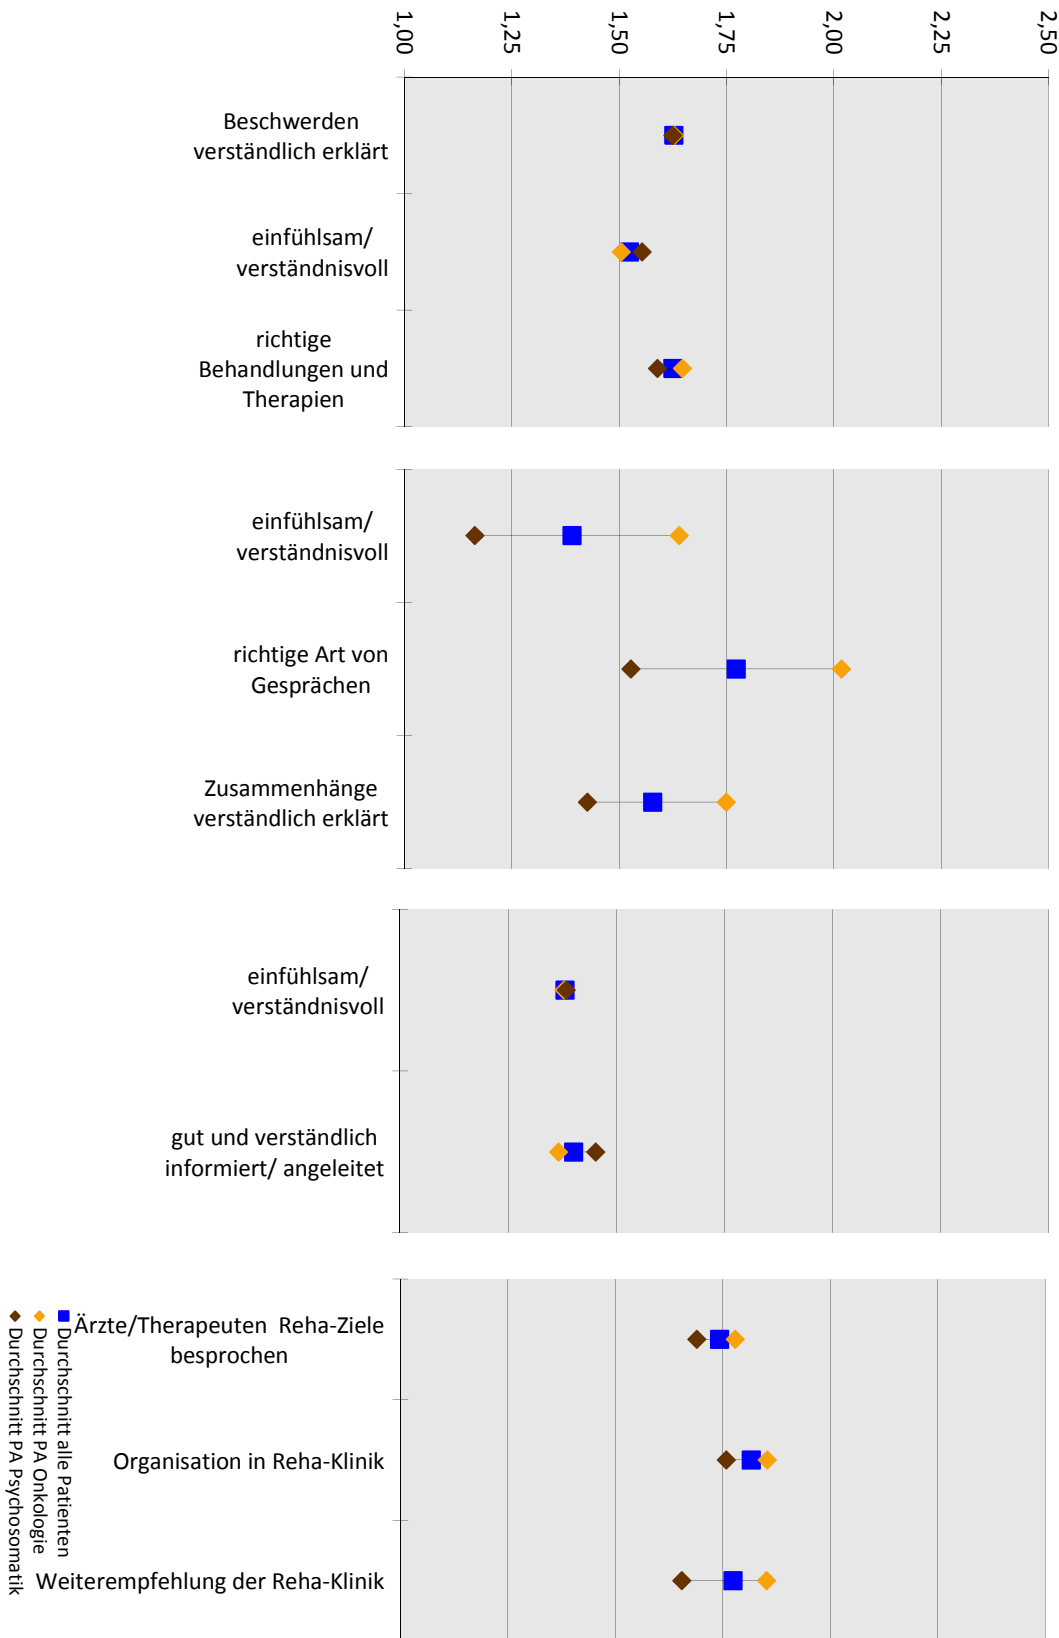 1,00
1,25
1,50
1,75
2,00
2,25
2,50
Beschwerden
verständlich erklärt
einfühlsam/
verständnisvoll
richtige
Behandlungen und
Therapien
einfühlsam/
verständnisvoll
richtige Art von
Gesprächen
Zusammenhänge
verständlich erklärt
einfühlsam/
verständnisvoll
gut und verständlich
informiert/ angeleitet
Ärzte/Therapeuten Reha-Ziele
besprochen
Organisation in Reha-Klinik
Weiterempfehlung der Reha-Klinik
Durchschnitt alle Patienten
Durchschnitt PA Onkologie
Durchschnitt PA Psychosomatik